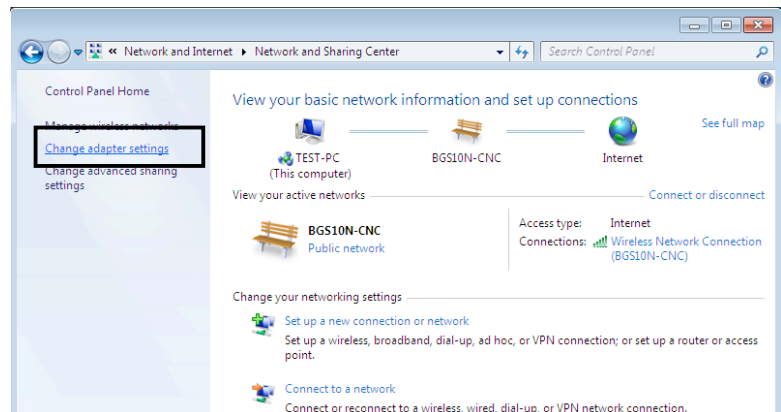 « Network and Internet ▸ Network and Sharing Center
Search Control Panel
Control Panel Home
Manage wireless networks
Change adapter settings
Change advanced sharing
settings
View your basic network information and set up connections
See full map
TEST-PC
(This computer)
BGS10N-CNC
Internet
View your active networks
Connect or disconnect
BGS10N-CNC
Public network
Access type: Internet
Connections: Wireless Network Connection
(BGS10N-CNC)
Change your networking settings
Set up a new connection or network
Set up a wireless, broadband, dial-up, ad hoc, or VPN connection; or set up a router or access
point.
Connect to a network
Connect or reconnect to a wireless, wired, dial-up, or VPN network connection.